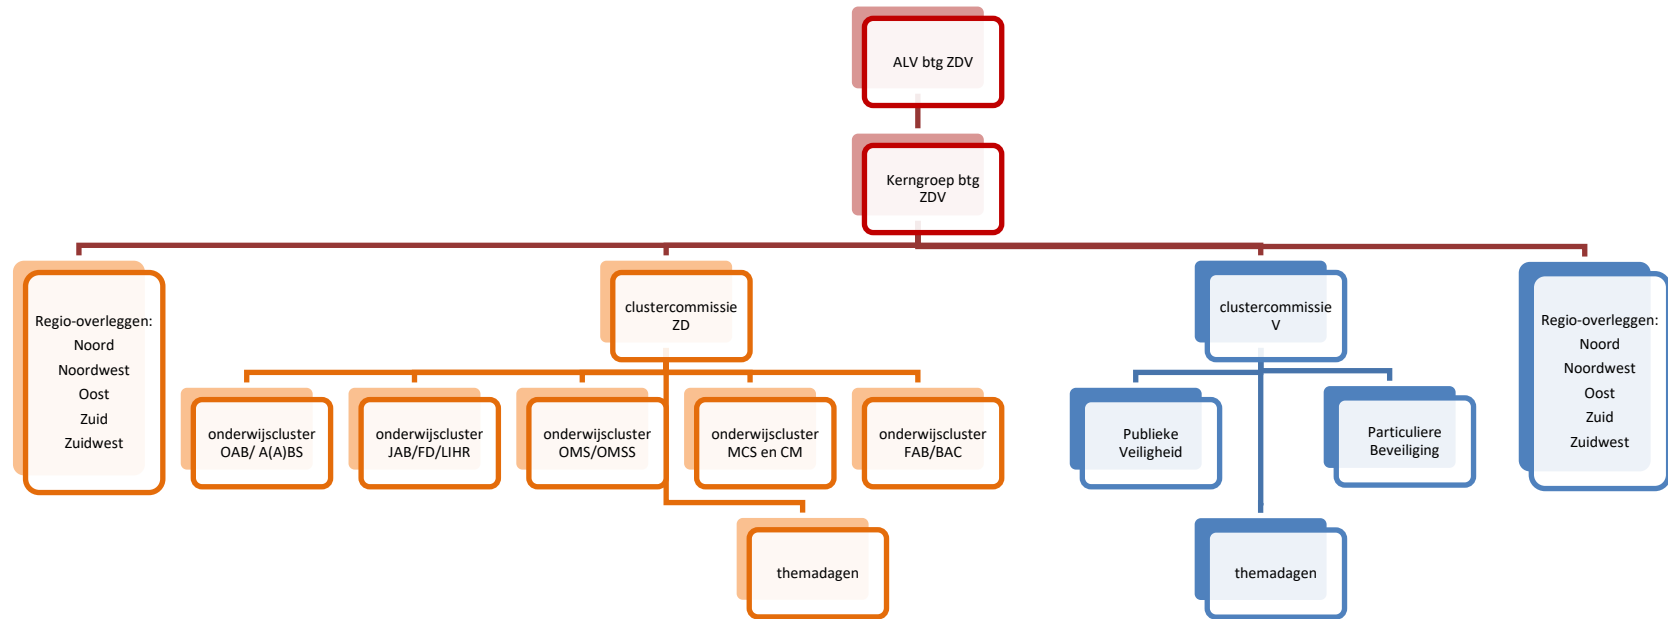 ALV btg ZDV
Kerngroep btg
ZDV
Regio-overleggen:
Noord
Noordwest
Oost
Zuid
Zuidwest
clustercommissie
ZD
clustercommissie
V
Regio-overleggen:
Noord
Noordwest
Oost
Zuid
Zuidwest
onderwijscluster
OAB/ A(A)BS
onderwijscluster
JAB/FD/LIHR
onderwijscluster
OMS/OMSS
onderwijscluster
MCS en CM
onderwijscluster
FAB/BAC
Publieke
Veiligheid
Particuliere
Beveiliging
themadagen
themadagen